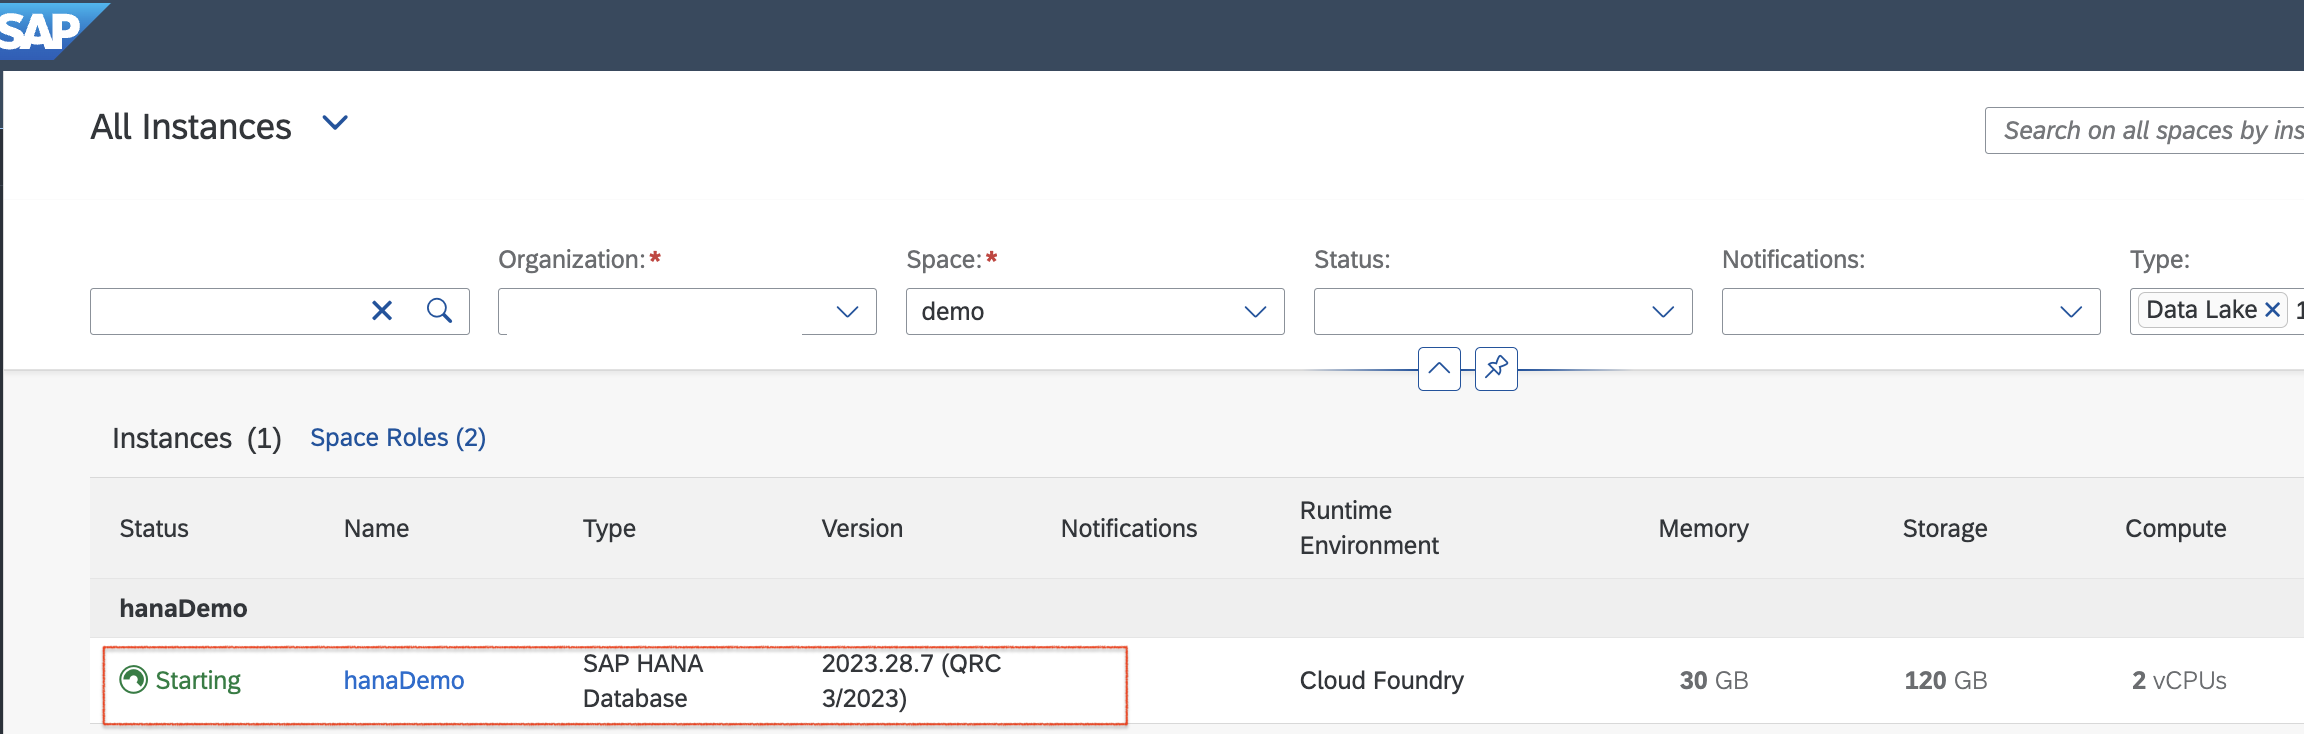 SAP
All Instances
Search on all spaces by ins
Organization:*
Space:*
Status:
Notifications:
Type:
demo
Data Lake
1
Instances (1)
Space Roles (2)
Status
Name
Type
Version
Notifications
Runtime
Environment
Memory
Storage
Compute
hanaDemo
Starting
hanaDemo
SAP HANA
Database
2023.28.7 (QRC
3/2023)
Cloud Foundry
30 GB
120 GB
2 vCPUs